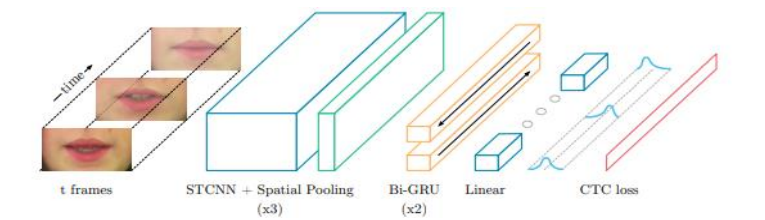 time
t frames
STCNN + Spatial Pooling
(x3)
Bi-GRU
(x2)
Linear
CTC loss